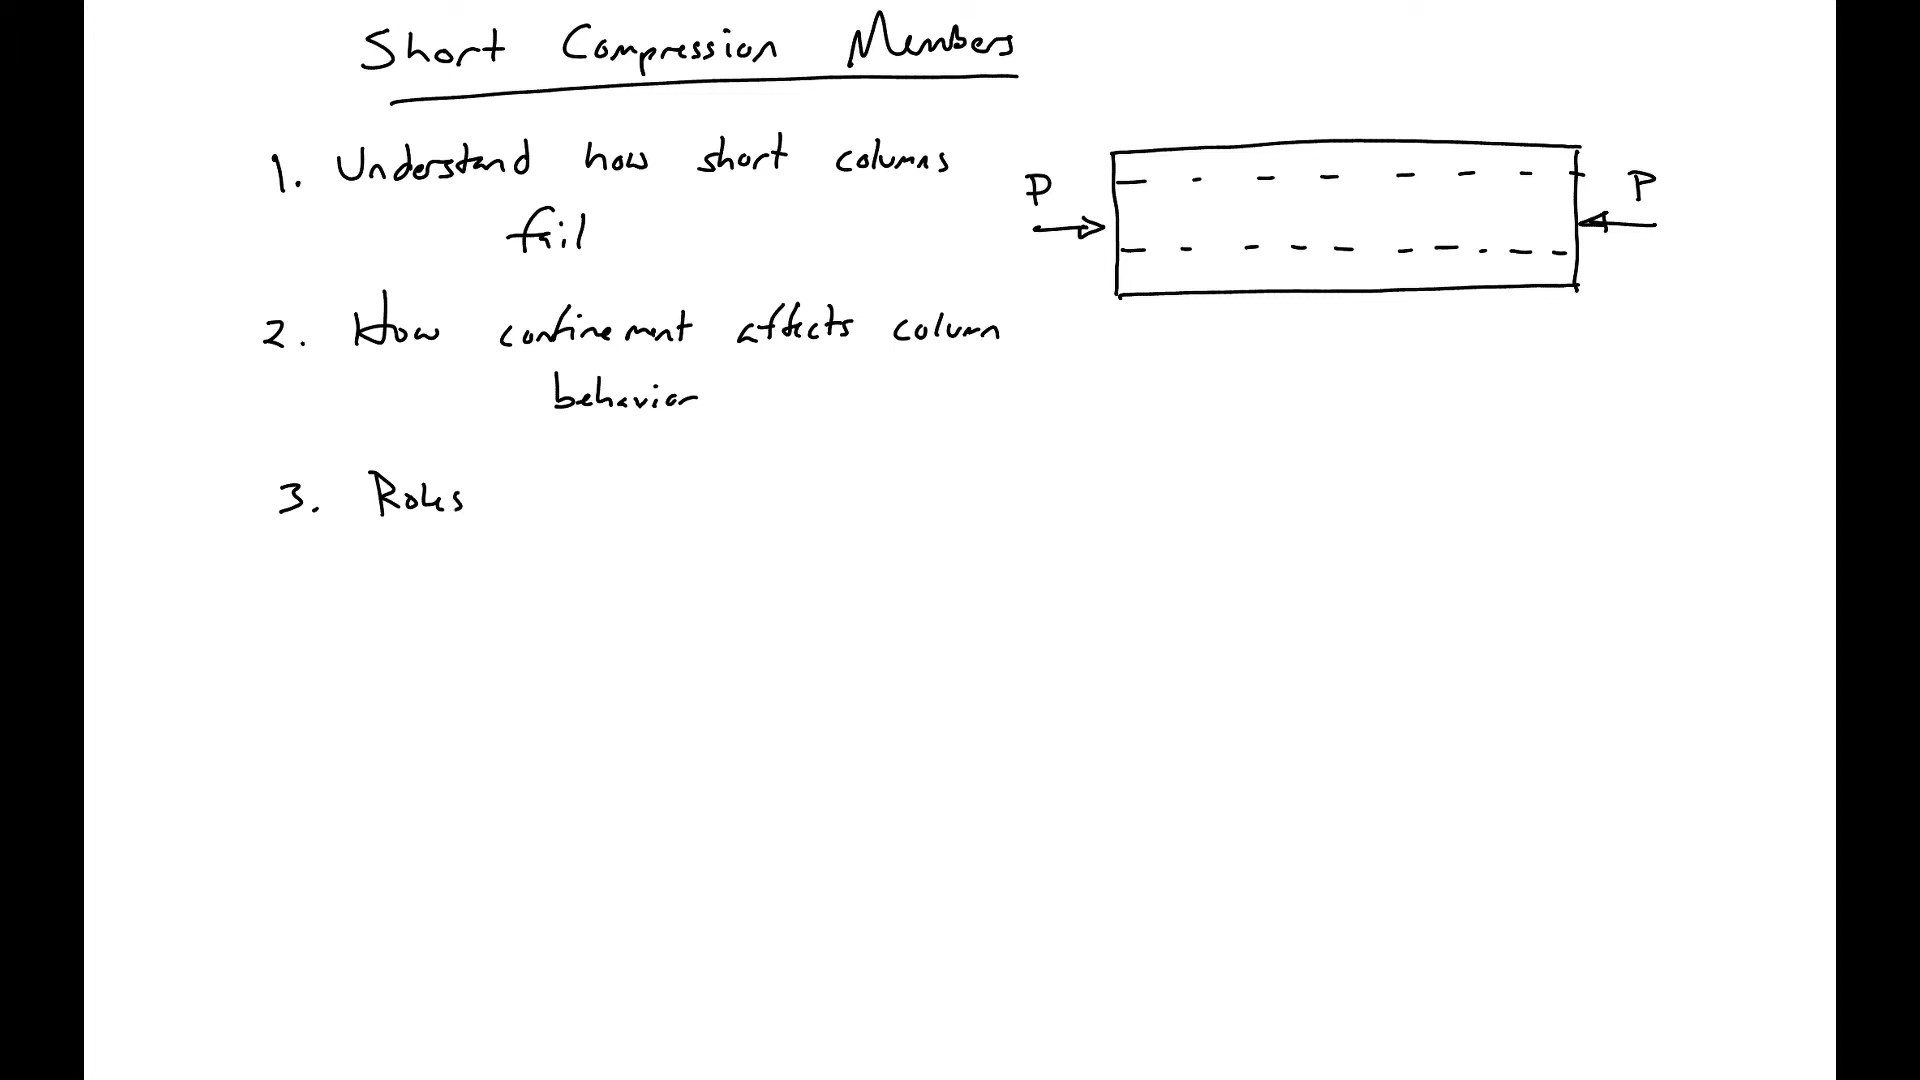 Short Compression Members
1. Understand how short columns
fail
P
P
2. How confinement affects column
behavior
3. Roles